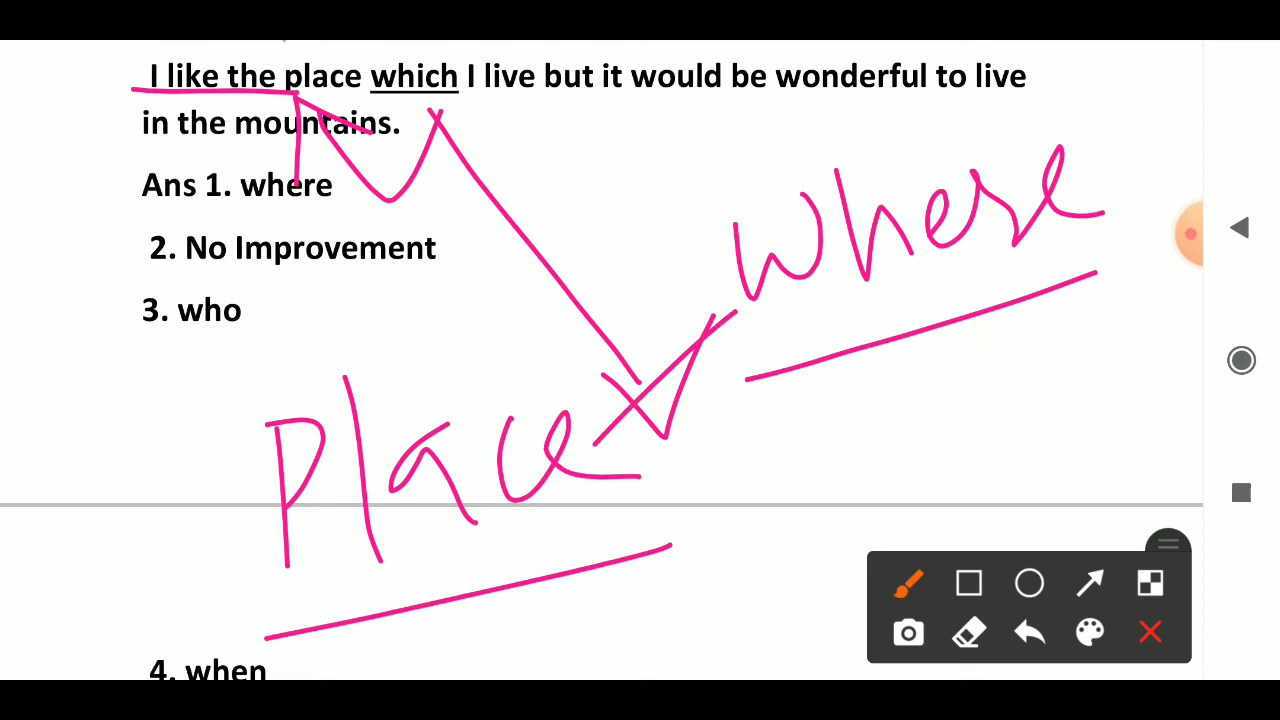 I like the place which I live but it would be wonderful to live
in the mountains.
Ans 1. where
2. No Improvement
3. who
where
Place
4. when